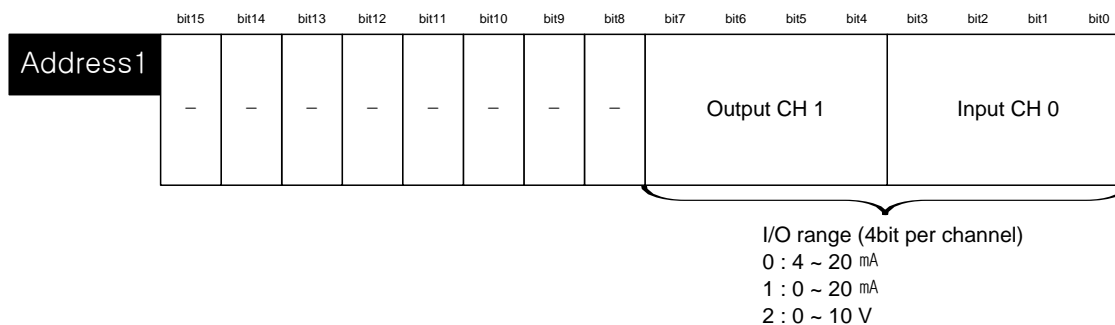 bit15 bit14 bit13 bit12 bit11 bit10 bit9 bit8 bit7 bit6 bit5 bit4 bit3 bit2 bit1 bit0
Address1
– – – – – – – – Output CH 1 Input CH 0
I/O range (4bit per channel)
0 : 4 ~ 20 ㎃
1 : 0 ~ 20 ㎃
2 : 0 ~ 10 V